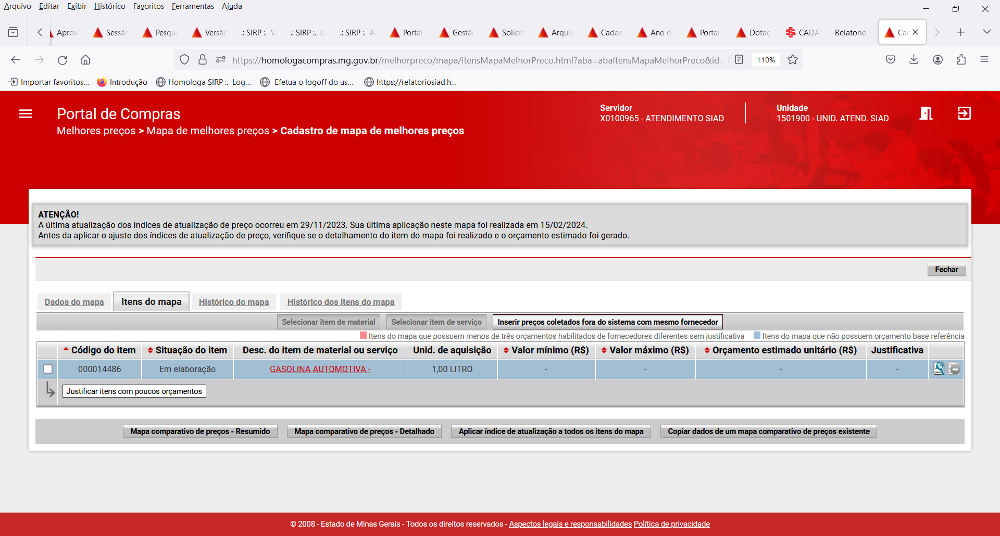 Arquivo Editar Exibir Histórico Favoritos Ferramentas Ajuda
Aprov Sessão Pesqui Versão .: SIRP :. V .: SIRP :. C .: SIRP :. A Portal Gestão Solicit Arquiv Cadas Ano d Portal Dotaç CADA Relatorio_ Cad
https://homologacompras.mg.gov.br/melhorpreco/mapa/itensMapaMelhorPreco.html?aba=abaItensMapaMelhorPreco&id=1 110%
Importar favoritos... Introdução Homologa SIRP :. Log... Efetua o logoff do us... https://relatoriosiad.h...
Portal de Compras
Melhores preços > Mapa de melhores preços > Cadastro de mapa de melhores preços
Servidor
X0100965 - ATENDIMENTO SIAD
Unidade
1501900 - UNID. ATEND. SIAD
ATENÇÃO!
A última atualização dos índices de atualização de preço ocorreu em 29/11/2023. Sua última aplicação neste mapa foi realizada em 15/02/2024.
Antes da aplicar o ajuste dos índices de atualização de preço, verifique se o detalhamento do item do mapa foi realizado e o orçamento estimado foi gerado.
Fechar
Dados do mapa Itens do mapa Histórico do mapa Histórico dos itens do mapa
Selecionar item de material Selecionar item de serviço Inserir preços coletados fora do sistema com mesmo fornecedor
Itens do mapa que possuem menos de três orçamentos habilitados de fornecedores diferentes sem justificativa Itens do mapa que não possuem orçamento base referência
Código do item Situação do item Desc. do item de material ou serviço Unid. de aquisição Valor mínimo (R$) Valor máximo (R$) Orçamento estimado unitário (R$) Justificativa
000014486 Em elaboração GASOLINA AUTOMOTIVA - 1,00 LITRO - - - -
Justificar itens com poucos orçamentos
Mapa comparativo de preços - Resumido Mapa comparativo de preços - Detalhado Aplicar índice de atualização a todos os itens do mapa Copiar dados de um mapa comparativo de preços existente
© 2008 - Estado de Minas Gerais - Todos os direitos reservados - Aspectos legais e responsabilidades Política de privacidade